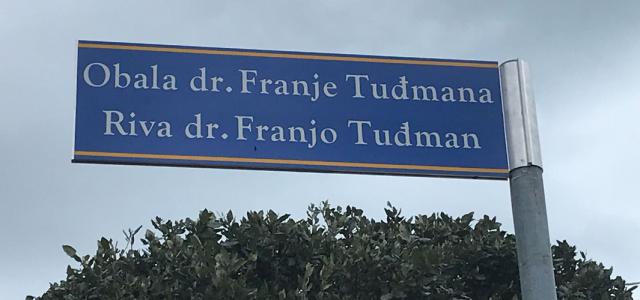 Obala dr. Franje Tuđmana
Riva dr. Franjo Tuđman